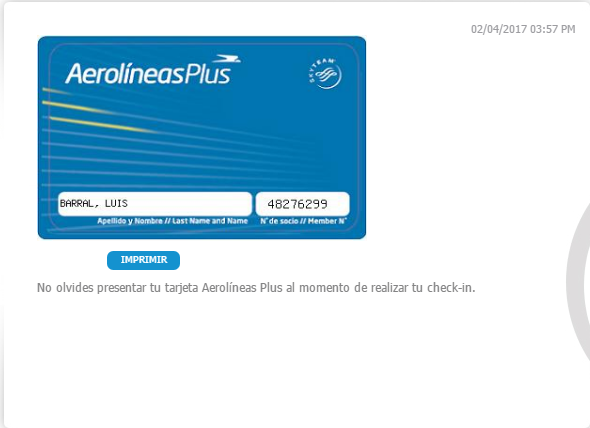 02/04/2017 03:57 PM
AerolíneasPlus
SKYTEAM
BARRAL, LUIS
48276299
Apellido y Nombre // Last Name and Name
N° de socio // Member N°
IMPRIMIR
No olvides presentar tu tarjeta Aerolíneas Plus al momento de realizar tu check-in.